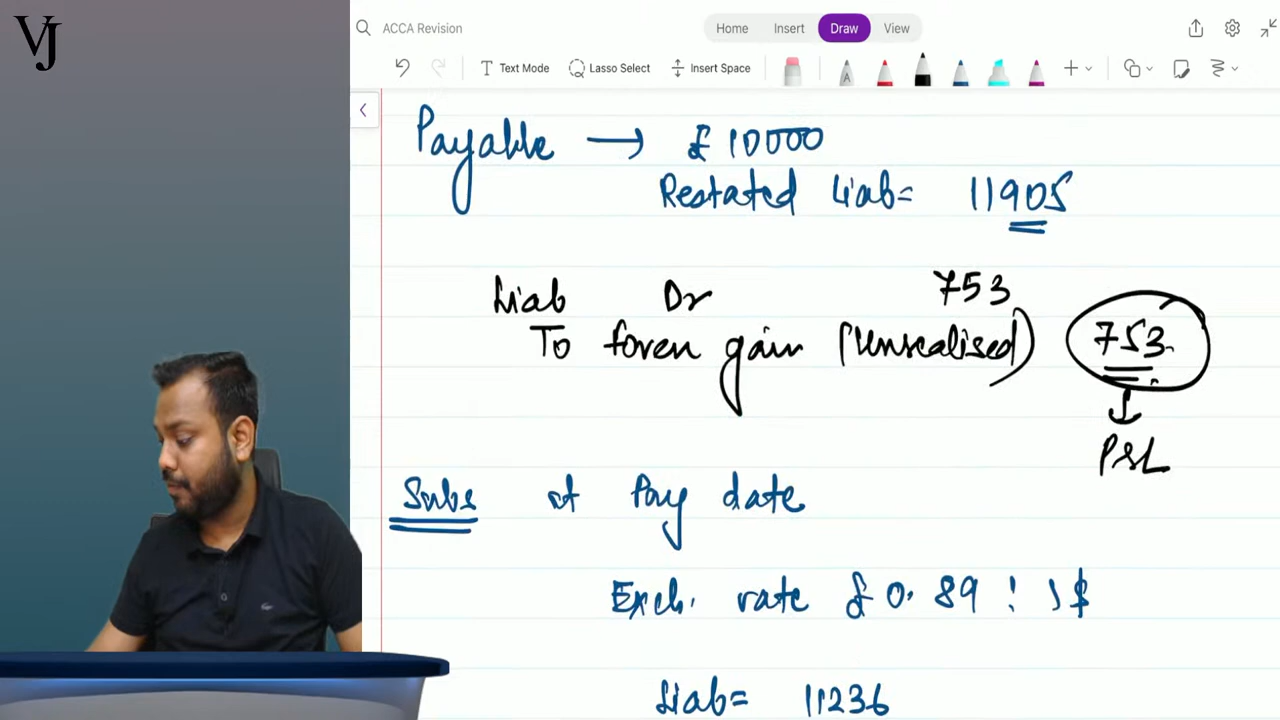 VJ
ACCA Revision
Home Insert Draw View
Text Mode Lasso Select Insert Space
Payable → £ 10000
Restated Liab= 11905
Liab Dr 753
To forex gain (Unrealised) 753
P&L
Subs at Pay date
Exch. rate £0.89 : 1$
Liab= 11236